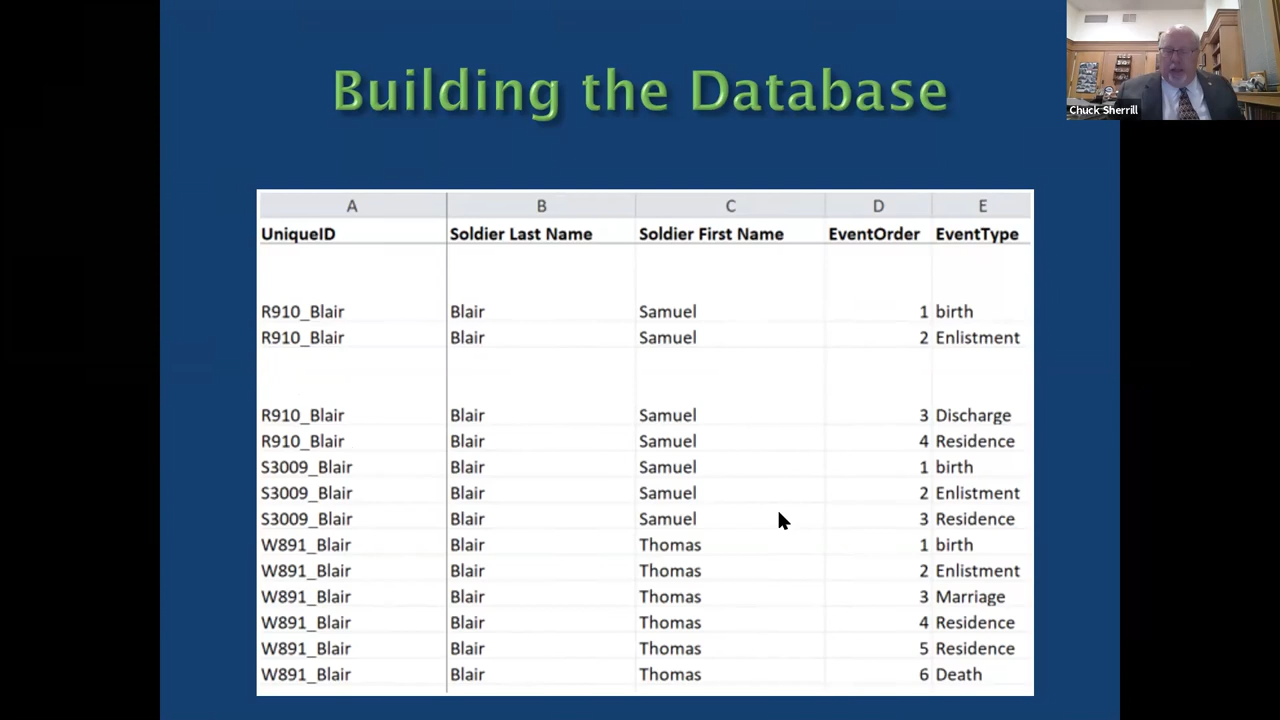 Building the Database
Chuck Sherrill
A B C D E
UniqueID Soldier Last Name Soldier First Name EventOrder EventType
R910_Blair Blair Samuel 1 birth
R910_Blair Blair Samuel 2 Enlistment
R910_Blair Blair Samuel 3 Discharge
R910_Blair Blair Samuel 4 Residence
S3009_Blair Blair Samuel 1 birth
S3009_Blair Blair Samuel 2 Enlistment
S3009_Blair Blair Samuel 3 Residence
W891_Blair Blair Thomas 1 birth
W891_Blair Blair Thomas 2 Enlistment
W891_Blair Blair Thomas 3 Marriage
W891_Blair Blair Thomas 4 Residence
W891_Blair Blair Thomas 5 Residence
W891_Blair Blair Thomas 6 Death